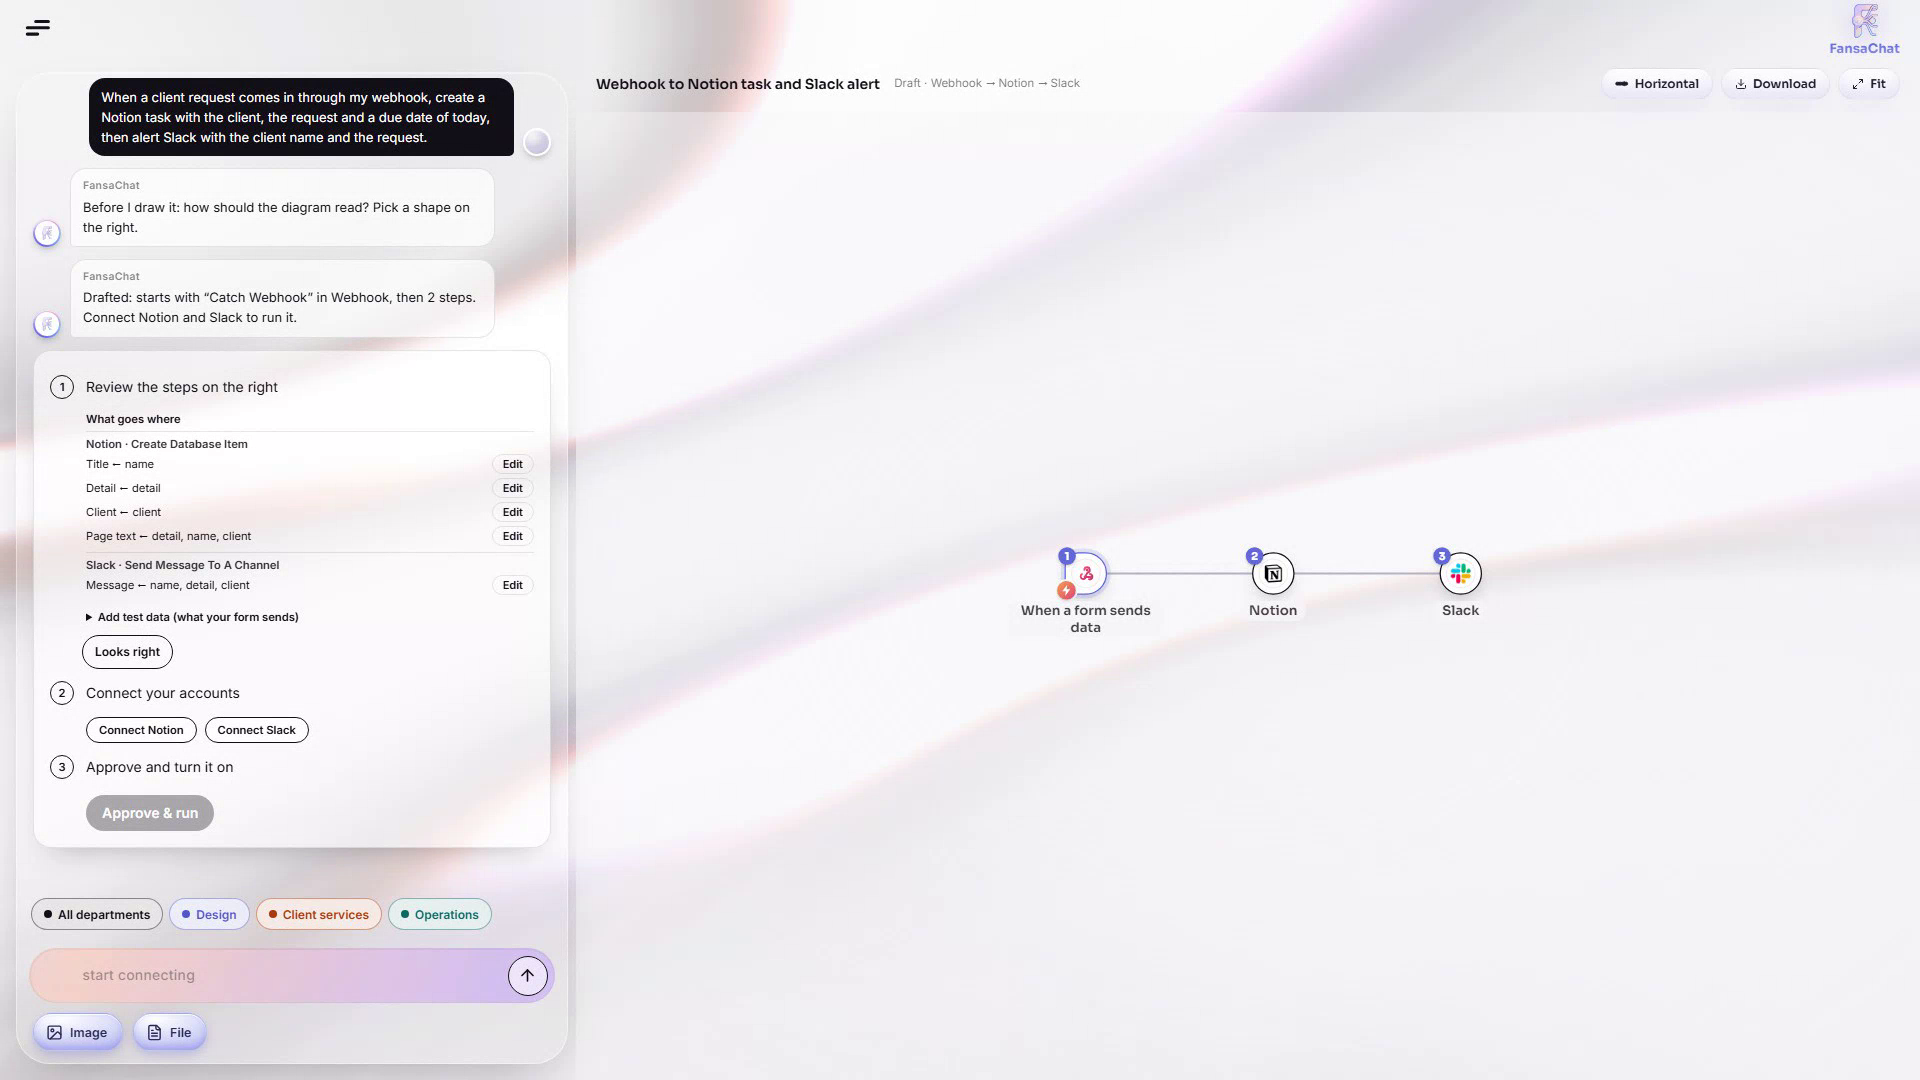 FansaChat
When a client request comes in through my webhook, create a
Notion task with the client, the request and a due date of today,
then alert Slack with the client name and the request.
FansaChat
Before I draw it: how should the diagram read? Pick a shape on
the right.
FansaChat
Drafted: starts with “Catch Webhook” in Webhook, then 2 steps.
Connect Notion and Slack to run it.
1 Review the steps on the right
What goes where
Notion · Create Database Item
Title ← name Edit
Detail ← detail Edit
Client ← client Edit
Page text ← detail, name, client Edit
Slack · Send Message To A Channel
Message ← name, detail, client Edit
▶ Add test data (what your form sends)
Looks right
2 Connect your accounts
Connect Notion Connect Slack
3 Approve and turn it on
Approve & run
All departments Design Client services Operations
start connecting
Image File
Webhook to Notion task and Slack alert Draft · Webhook → Notion → Slack
Horizontal Download Fit
1 2 3
When a form sends
data
Notion
Slack